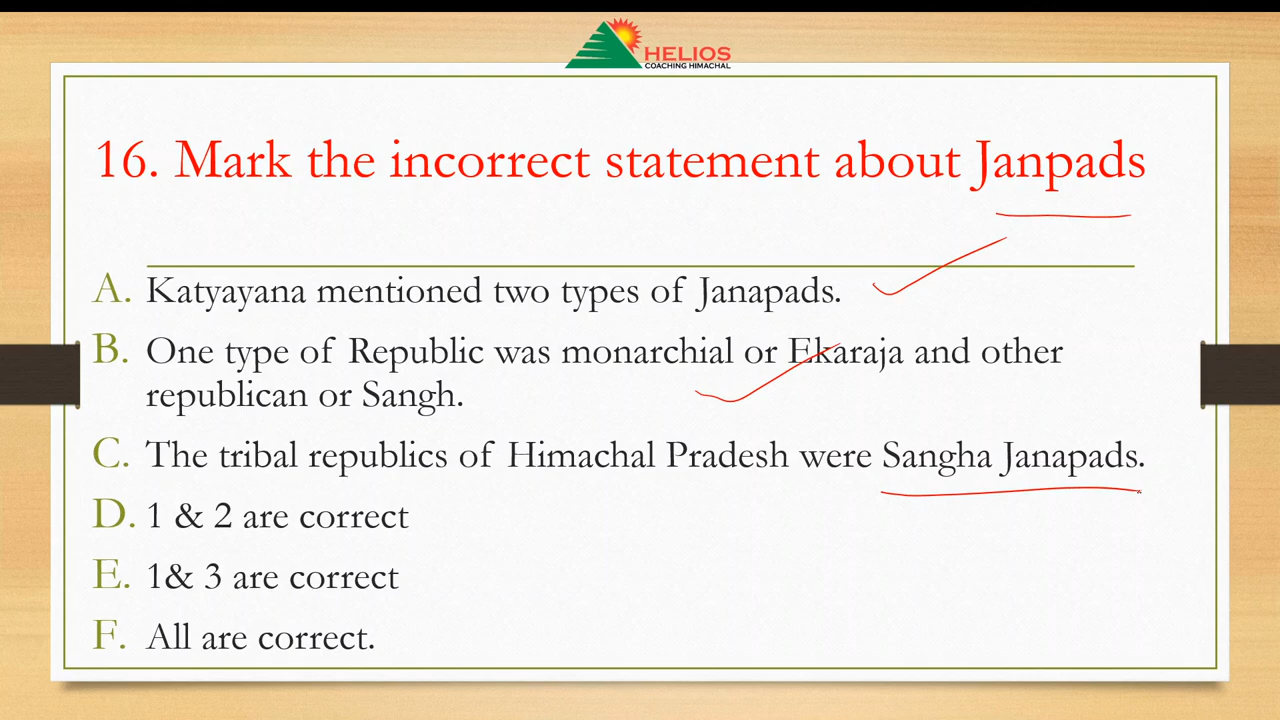 HELIOS
COACHING HIMACHAL
16. Mark the incorrect statement about Janpads
A. Katyayana mentioned two types of Janapads.
B. One type of Republic was monarchial or Ekaraja and other
republican or Sangh.
C. The tribal republics of Himachal Pradesh were Sangha Janapads.
D. 1 & 2 are correct
E. 1& 3 are correct
F. All are correct.